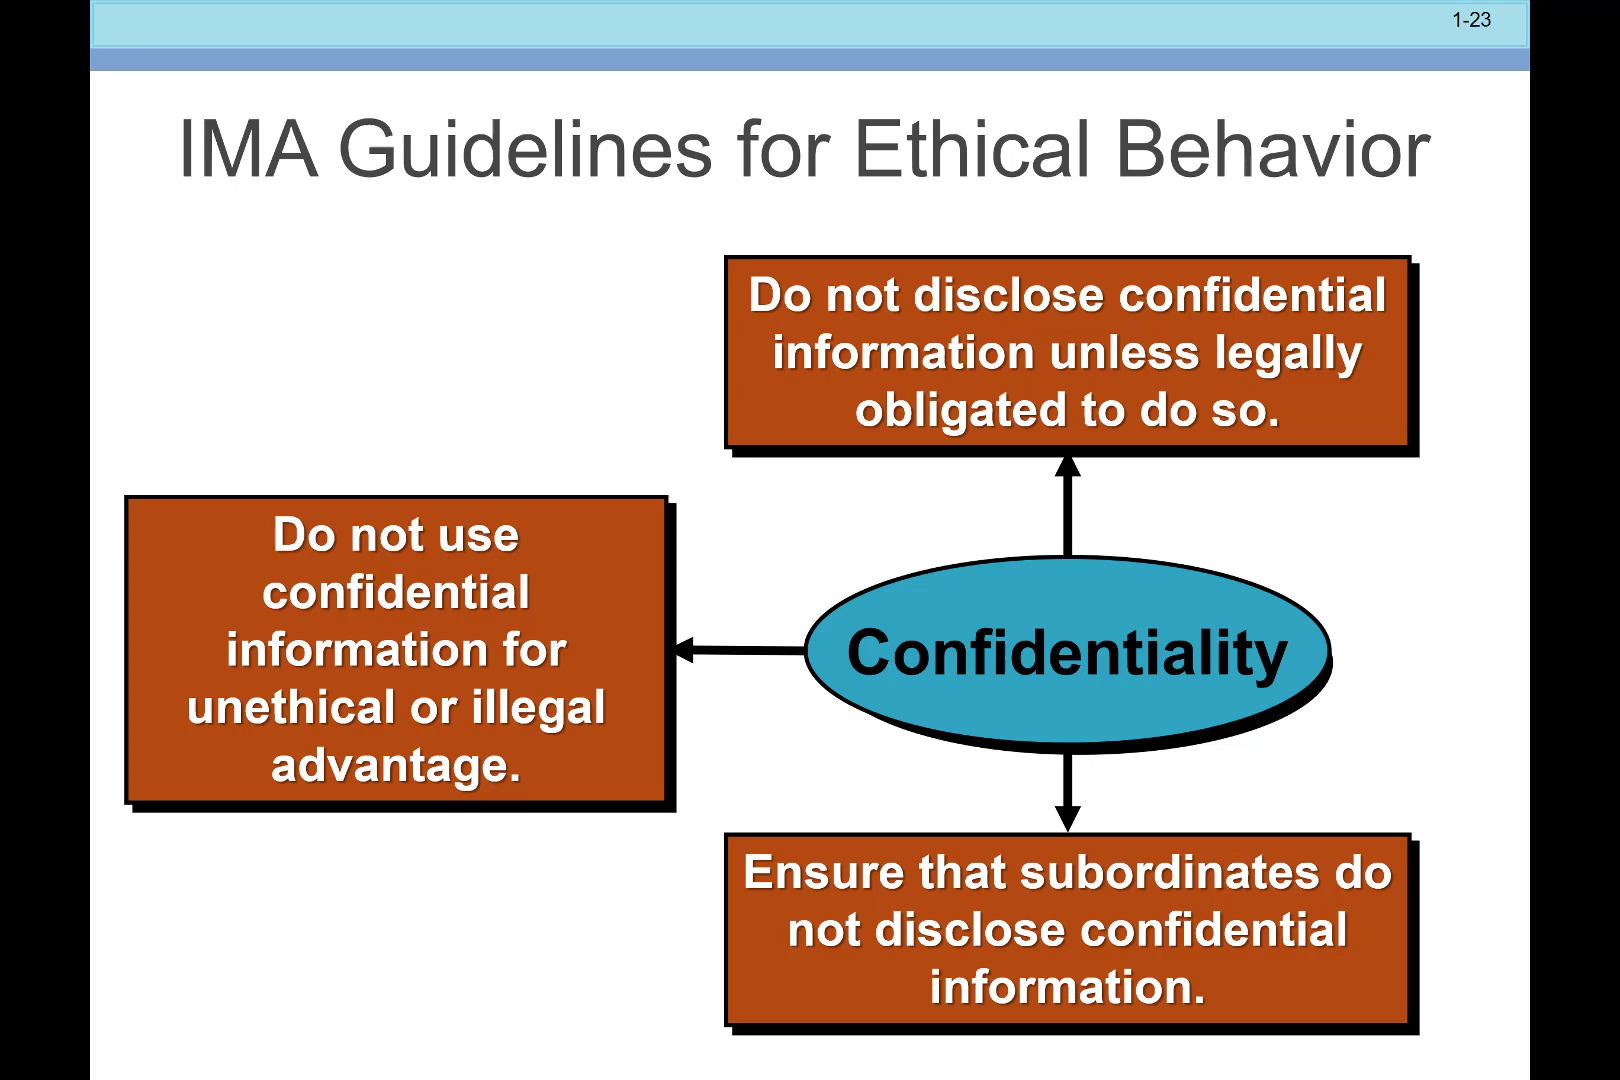 1-23
IMA Guidelines for Ethical Behavior
Do not disclose confidential
information unless legally
obligated to do so.
Do not use
confidential
information for
unethical or illegal
advantage.
Confidentiality
Ensure that subordinates do
not disclose confidential
information.